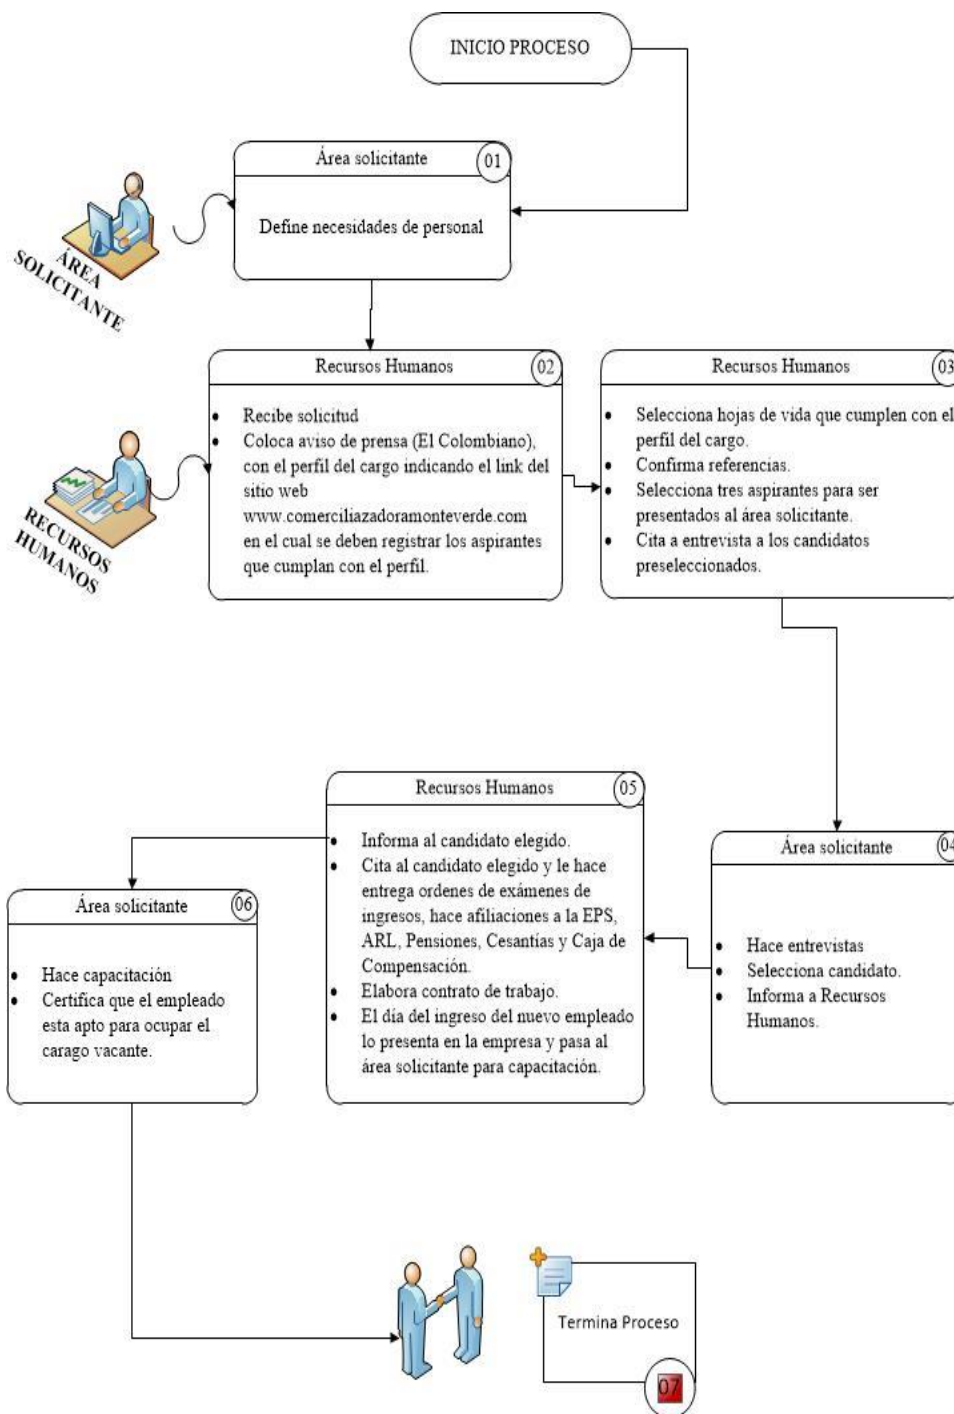 INICIO PROCESO
Área solicitante
01
Define necesidades de personal
ÁREA
SOLICITANTE
Recursos Humanos
02
Recibe solicitud
Coloca aviso de prensa (El Colombiano),
con el perfil del cargo indicando el link del
sitio web
www.comerciliazadoramonteverde.com
en el cual se deben registrar los aspirantes
que cumplan con el perfil.
RECURSOS
HUMANOS
Recursos Humanos
03
Selecciona hojas de vida que cumplen con el
perfil del cargo.
Confirma referencias.
Selecciona tres aspirantes para ser
presentados al área solicitante.
Cita a entrevista a los candidatos
preseleccionados.
Área solicitante
04
Hace entrevistas
Selecciona candidato.
Informa a Recursos
Humanos.
Recursos Humanos
05
Informa al candidato elegido.
Cita al candidato elegido y le hace
entrega ordenes de exámenes de
ingresos, hace afiliaciones a la EPS,
ARL, Pensiones, Cesantías y Caja de
Compensación.
Elabora contrato de trabajo.
El día del ingreso del nuevo empleado
lo presenta en la empresa y pasa al
área solicitante para capacitación.
Área solicitante
06
Hace capacitación
Certifica que el empleado
esta apto para ocupar el
carago vacante.
Termina Proceso
07